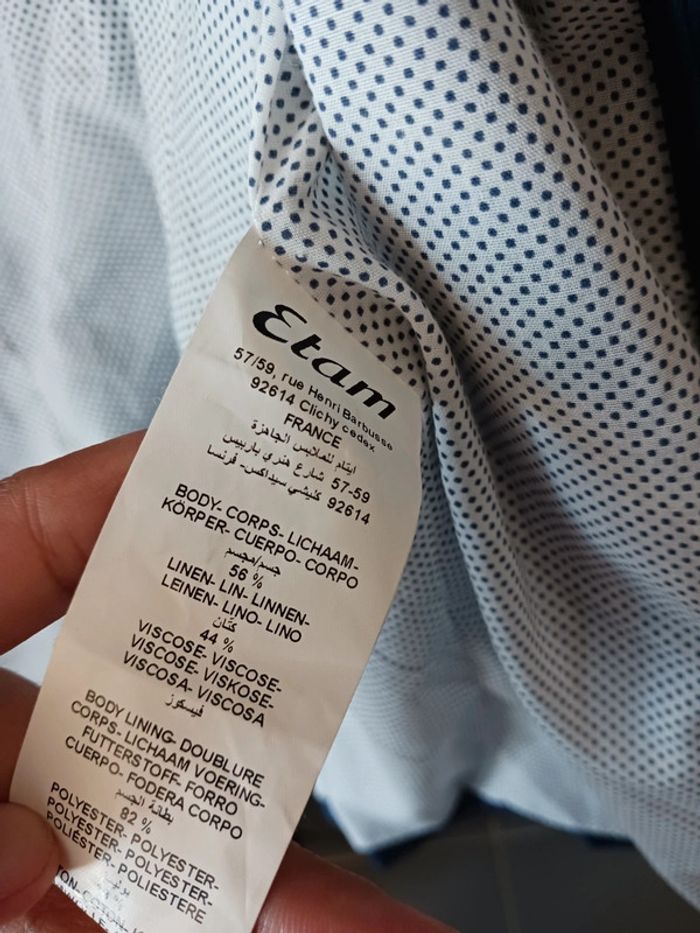 Etam
57/59, rue Henri Barbusse
92614 Clichy cedex
FRANCE
ايتام للملابس الجاهزة
57-59 شارع هنري باربيس
92614 كليشي سيداكس- فرنسا
BODY- CORPS- LICHAAM-
KÖRPER- CUERPO- CORPO
جسم/مجسم
56 %
LINEN- LIN- LINNEN-
LEINEN- LINO- LINO
كتان
44 %
VISCOSE- VISCOSE-
VISCOSE- VISKOSE-
VISCOSA- VISCOSA
فيسكوز
BODY LINING- DOUBLURE
CORPS- LICHAAM VOERING-
FUTTERSTOFF- FORRO
CUERPO- FODERA CORPO
بطانة الجسم
82 %
POLYESTER- POLYESTER-
POLYESTER- POLYESTER-
POLIÉSTER- POLIESTERE